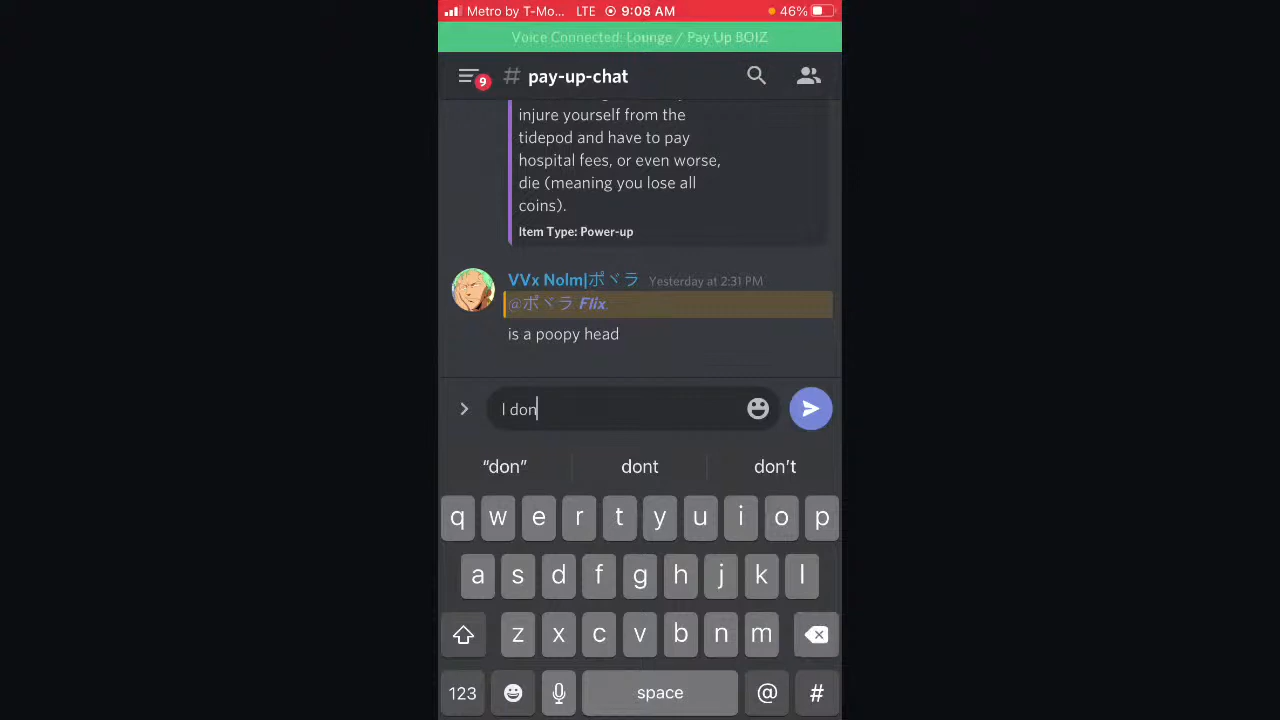 Metro by T-Mo... LTE 9:08 AM 46%
Voice Connected: Lounge / Pay Up BOIZ
9 # pay-up-chat
injure yourself from the
tidepod and have to pay
hospital fees, or even worse,
die (meaning you lose all
coins).
Item Type: Power-up
VVx Nolm|ポヾラ Yesterday at 2:31 PM
@ポヾラ Flix.
is a poopy head
I don
“don” dont don't
q w e r t y u i o p
a s d f g h j k l
z x c v b n m
123 space @ #